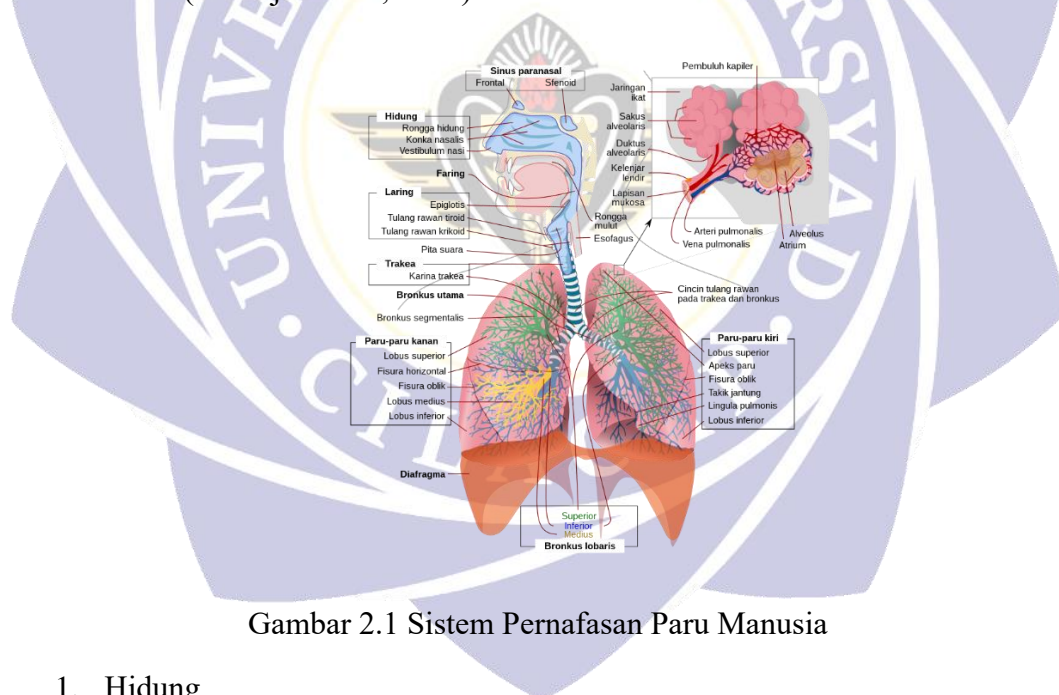 Sinus paranasal
Frontal
Sfenoid
Hidung
Rongga hidung
Konka nasalis
Vestibulum nasi
Faring
Laring
Epiglotis
Tulang rawan tiroid
Tulang rawan krikoid
Pita suara
Trakea
Karina trakea
Bronkus utama
Bronkus segmentalis
Paru-paru kanan
Lobus superior
Fisura horizontal
Fisura oblik
Lobus medius
Lobus inferior
Diafragma
Rongga
mulut
Esofagus
Pembuluh kapiler
Jaringan
ikat
Sakus
alveolaris
Duktus
alveolaris
Kelenjar
lendir
Lapisan
mukosa
Arteri pulmonalis
Vena pulmonalis
Alveolus
Atrium
Cincin tulang rawan
pada trakea dan bronkus
Paru-paru kiri
Lobus superior
Apeks paru
Fisura oblik
Takik jantung
Lingula pulmonis
Lobus inferior
Superior
Inferior
Medius
Bronkus lobaris
Gambar 2.1 Sistem Pernafasan Paru Manusia
1. Hidung